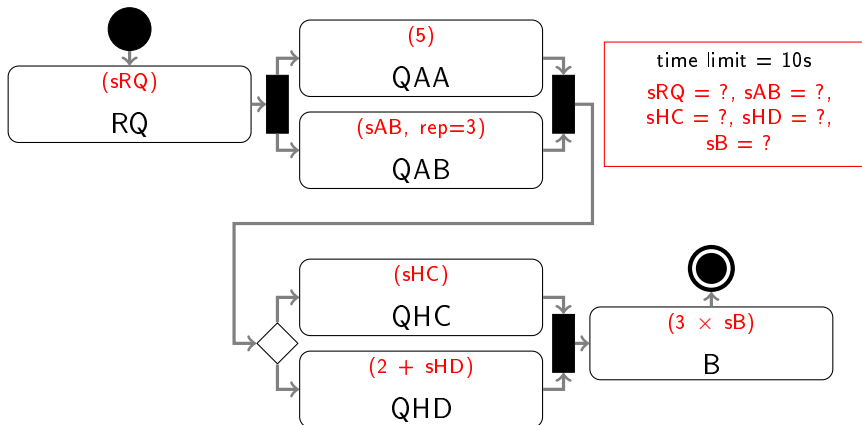 (sRQ)
RQ
(5)
QAA
(sAB, rep=3)
QAB
time limit = 10s
sRQ = ?, sAB = ?,
sHC = ?, sHD = ?,
sB = ?
(sHC)
QHC
(2 + sHD)
QHD
(3 × sB)
B